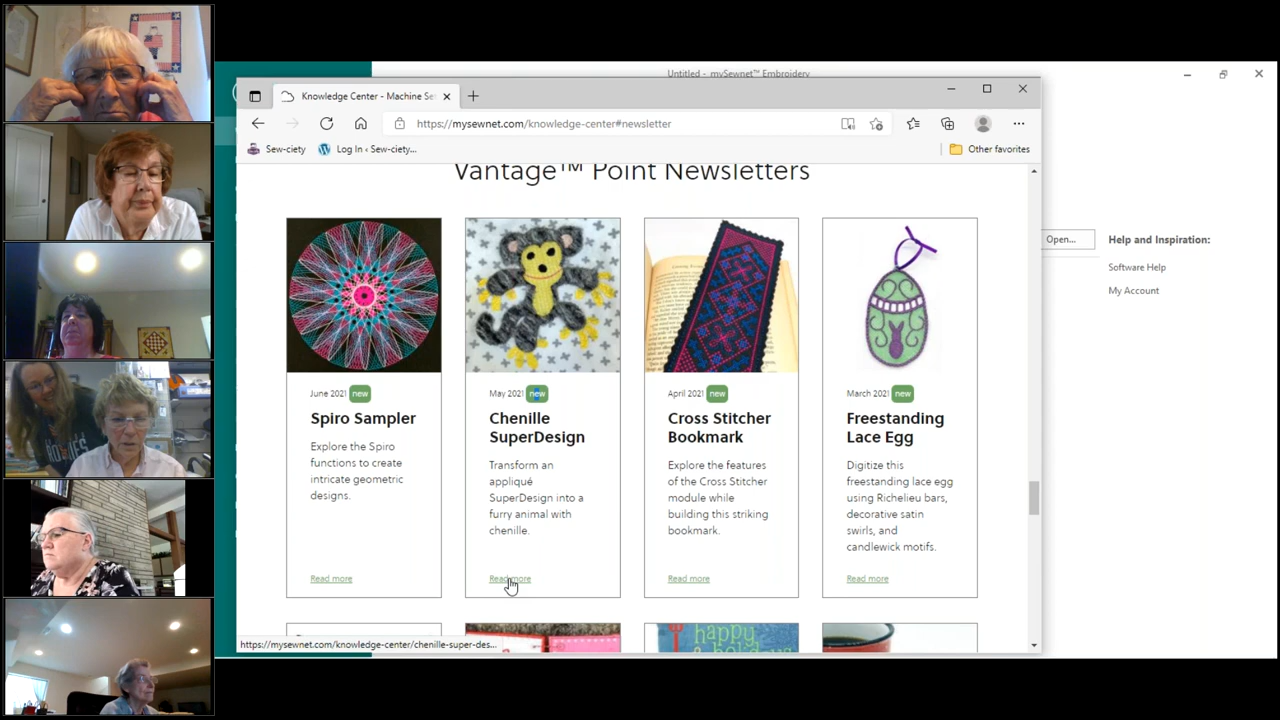 Untitled - mySewnet™ Embroidery
Knowledge Center - Machine Se
https://mysewnet.com/knowledge-center#newsletter
Sew-ciety
Log In ‹ Sew-ciety...
Other favorites
Vantage™ Point Newsletters
June 2021 new
Spiro Sampler
Explore the Spiro
functions to create
intricate geometric
designs.
Read more
May 2021 new
Chenille
SuperDesign
Transform an
appliqué
SuperDesign into a
furry animal with
chenille.
Read more
April 2021 new
Cross Stitcher
Bookmark
Explore the features
of the Cross Stitcher
module while
building this striking
bookmark.
Read more
March 2021 new
Freestanding
Lace Egg
Digitize this
freestanding lace egg
using Richelieu bars,
decorative satin
swirls, and
candlewick motifs.
Read more
happy
holidays
https://mysewnet.com/knowledge-center/chenille-super-des...
Open...
Help and Inspiration:
Software Help
My Account